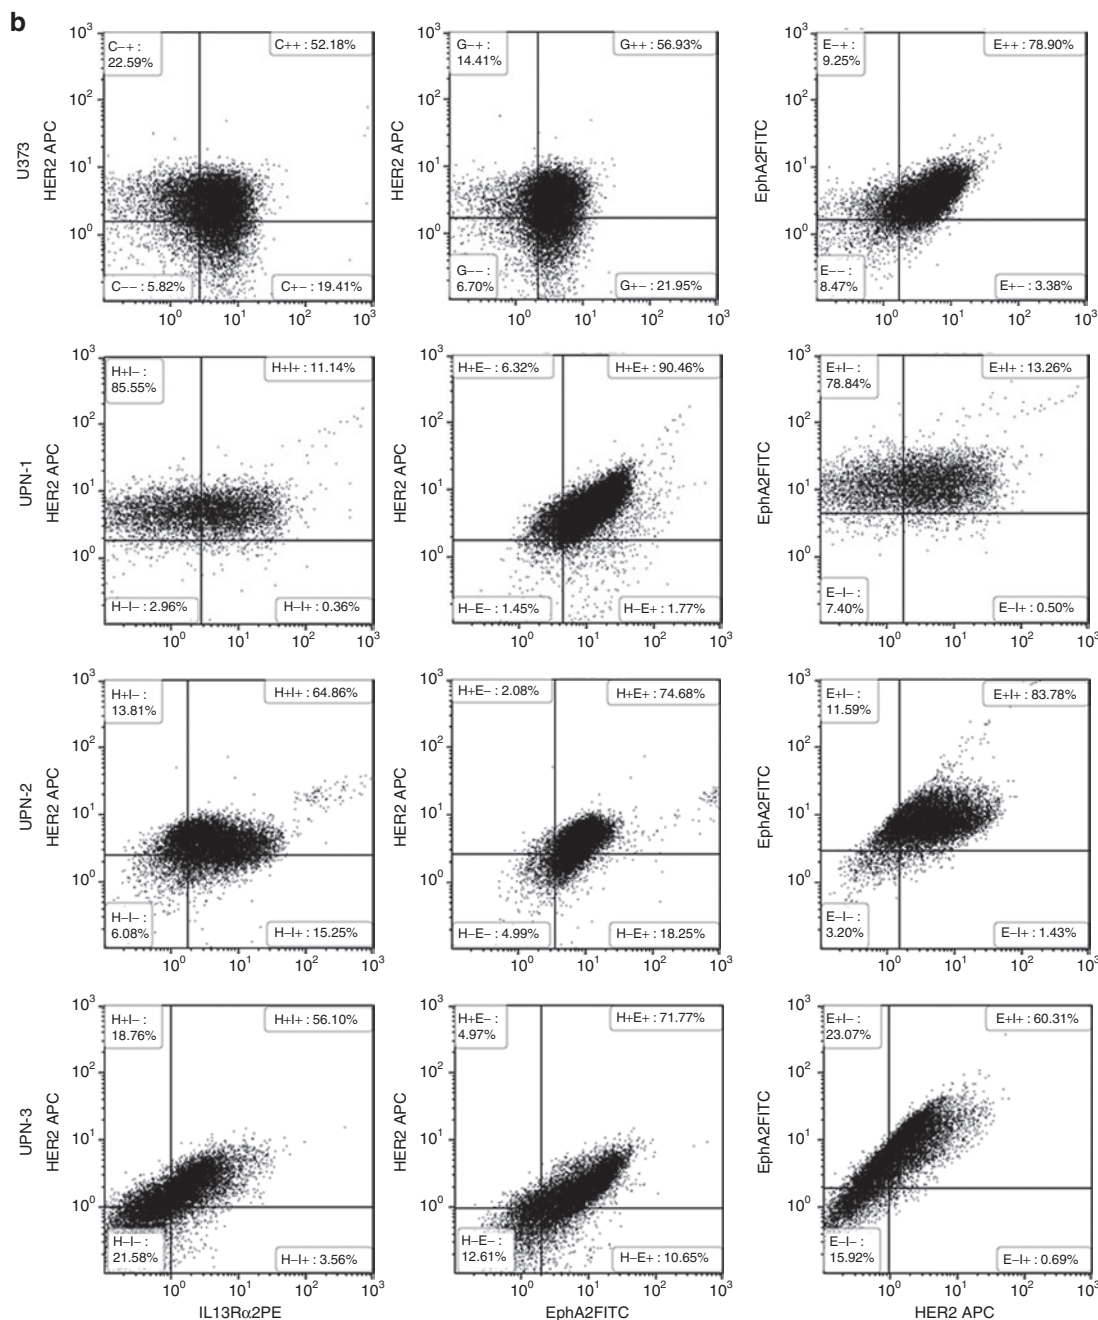 b
C−+ :
22.59%
C++ : 52.18%
C−− : 5.82%
C+− : 19.41%
U373
HER2 APC
10³
10²
10¹
10⁰
10⁰ 10¹ 10² 10³
G−+ :
14.41%
G++ : 56.93%
G−− :
6.70%
G+− : 21.95%
HER2 APC
10³
10²
10¹
10⁰
10⁰ 10¹ 10² 10³
E−+ :
9.25%
E++ : 78.90%
E−− :
8.47%
E+− : 3.38%
EphA2FITC
10³
10²
10¹
10⁰
10⁰ 10¹ 10² 10³
H+I− :
85.55%
H+I+ : 11.14%
H−I− : 2.96%
H−I+ : 0.36%
UPN-1
HER2 APC
10³
10²
10¹
10⁰
10⁰ 10¹ 10² 10³
H+E− : 6.32%
H+E+ : 90.46%
H−E− : 1.45%
H−E+ : 1.77%
HER2 APC
10³
10²
10¹
10⁰
10⁰ 10¹ 10² 10³
E+I− :
78.84%
E+I+ : 13.26%
E−I− :
7.40%
E−I+ : 0.50%
EphA2FITC
10³
10²
10¹
10⁰
10⁰ 10¹ 10² 10³
H+I− :
13.81%
H+I+ : 64.86%
H−I− :
6.08%
H−I+ : 15.25%
UPN-2
HER2 APC
10³
10²
10¹
10⁰
10⁰ 10¹ 10² 10³
H+E− : 2.08%
H+E+ : 74.68%
H−E− : 4.99%
H−E+ : 18.25%
HER2 APC
10³
10²
10¹
10⁰
10⁰ 10¹ 10² 10³
E+I− :
11.59%
E+I+ : 83.78%
E−I− :
3.20%
E−I+ : 1.43%
EphA2FITC
10³
10²
10¹
10⁰
10⁰ 10¹ 10² 10³
H+I− :
18.76%
H+I+ : 56.10%
H−I− :
21.58%
H−I+ : 3.56%
UPN-3
HER2 APC
10³
10²
10¹
10⁰
10⁰ 10¹ 10² 10³
IL13Rα2PE
H+E− :
4.97%
H+E+ : 71.77%
H−E− :
12.61%
H−E+ : 10.65%
HER2 APC
10³
10²
10¹
10⁰
10⁰ 10¹ 10² 10³
EphA2FITC
E+I− :
23.07%
E+I+ : 60.31%
E−I− :
15.92%
E−I+ : 0.69%
EphA2FITC
10³
10²
10¹
10⁰
10⁰ 10¹ 10² 10³
HER2 APC